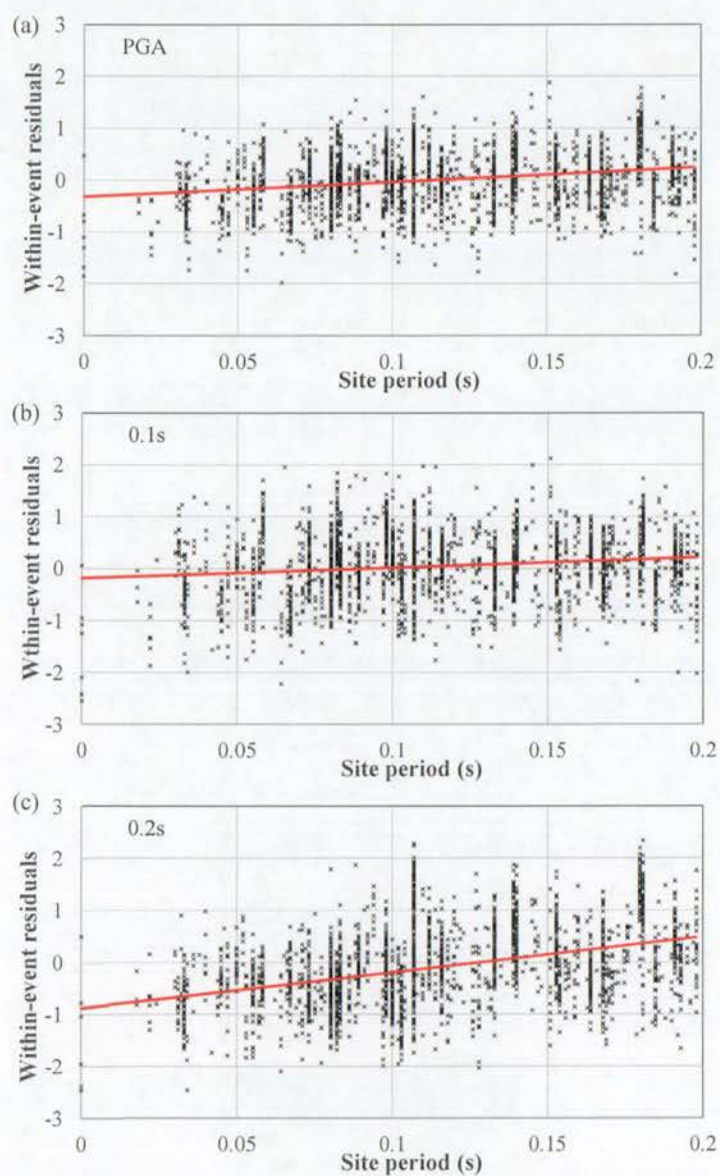 (a)
3
2
1
0
-1
-2
-3
PGA
Within-event residuals
0 0.05 0.1 0.15 0.2
Site period (s)
(b)
3
2
1
0
-1
-2
-3
0.1s
Wthin-event residuals
0 0.05 0.1 0.15 0.2
Site period (s)
(c)
3
2
1
0
-1
-2
-3
0.2s
Within-event residuals
0 0.05 0.1 0.15 0.2
Site period (s)